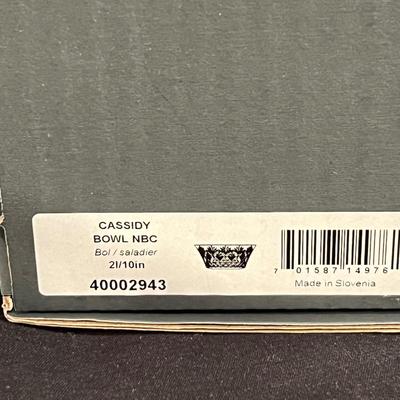 CASSIDY
BOWL NBC
Bol / saladier
2l/10in
40002943
7 01587 14976
Made in Slovenia